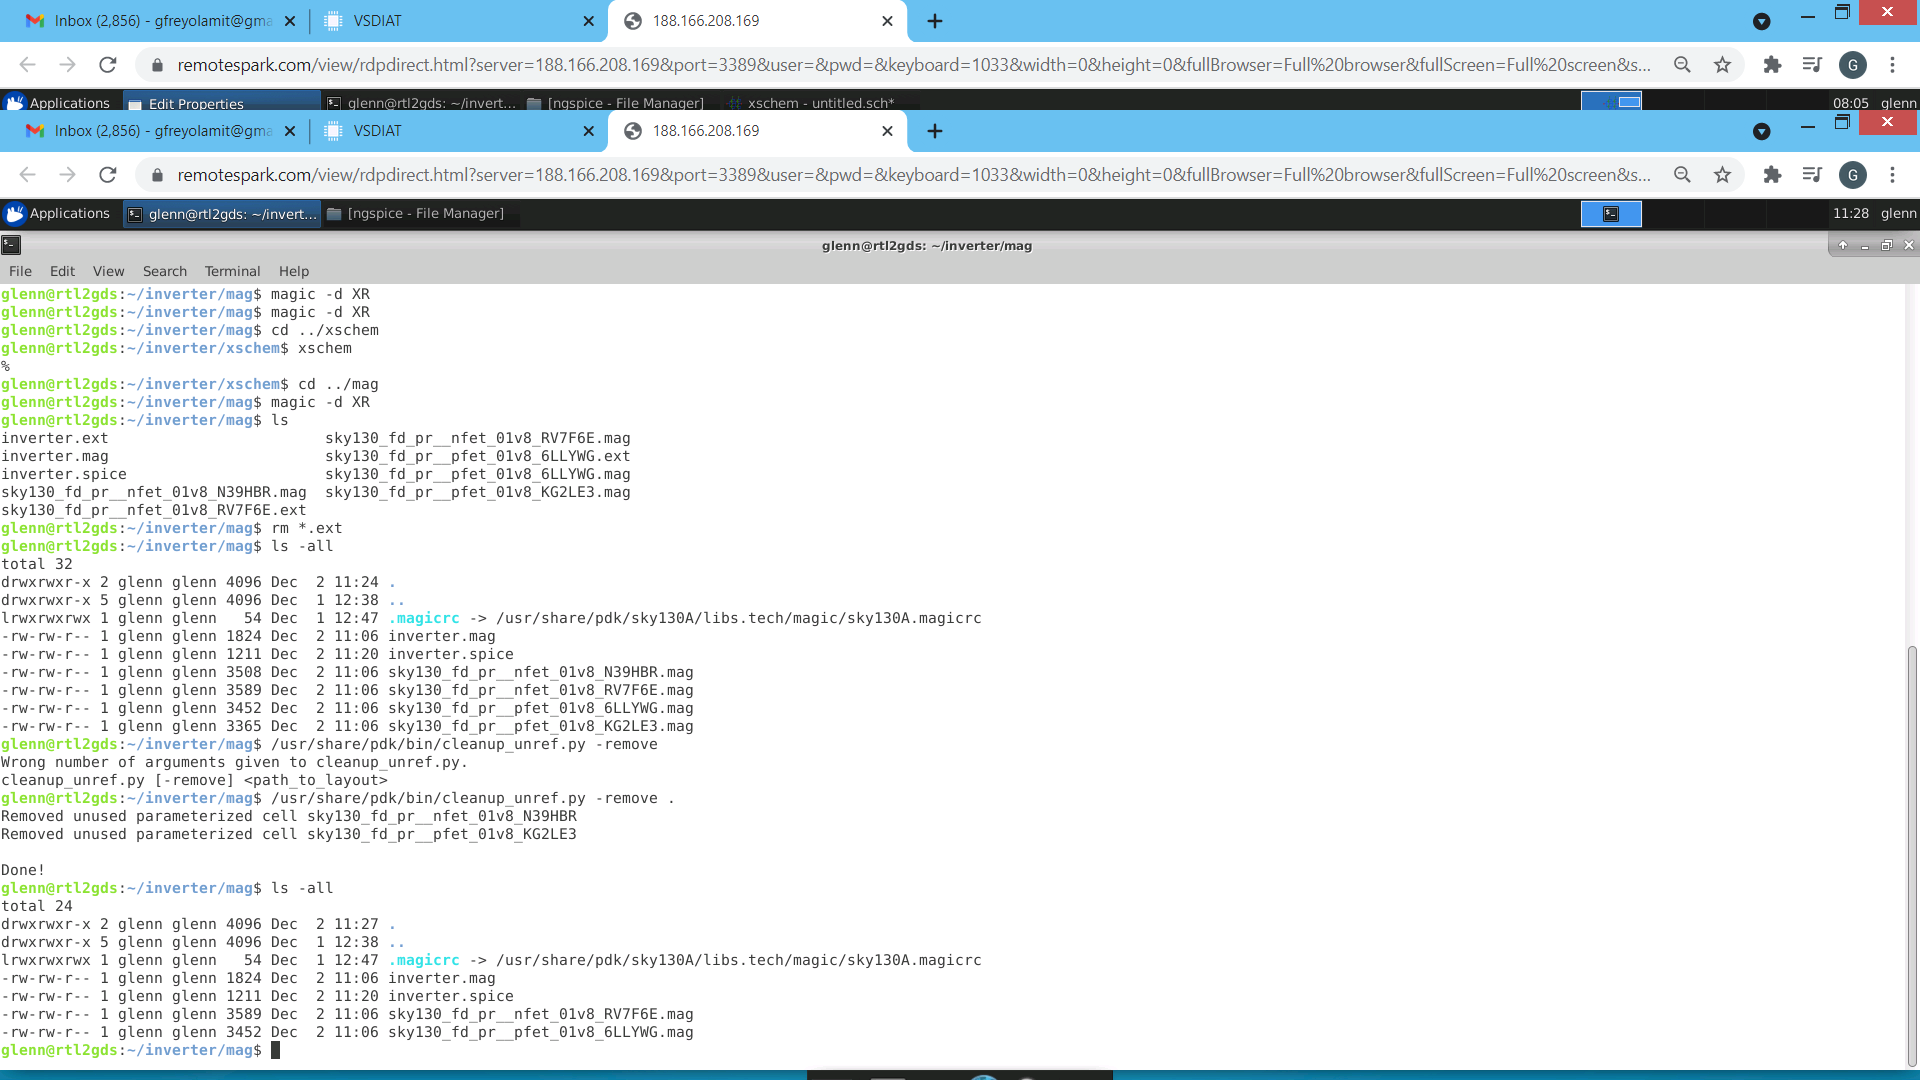 Inbox (2,856) - gfreyolamit@gma
VSDIAT
188.166.208.169
remotespark.com/view/rdpdirect.html?server=188.166.208.169&port=3389&user=&pwd=&keyboard=1033&width=0&height=0&fullBrowser=Full%20browser&fullScreen=Full%20screen&s...
G
Applications
Edit Properties
glenn@rtl2gds: ~/invert...
[ngspice - File Manager]
xschem - untitled.sch*
08:05 glenn
Inbox (2,856) - gfreyolamit@gma
VSDIAT
188.166.208.169
remotespark.com/view/rdpdirect.html?server=188.166.208.169&port=3389&user=&pwd=&keyboard=1033&width=0&height=0&fullBrowser=Full%20browser&fullScreen=Full%20screen&s...
G
Applications
glenn@rtl2gds: ~/invert...
[ngspice - File Manager]
11:28 glenn
glenn@rtl2gds: ~/inverter/mag
File Edit View Search Terminal Help
glenn@rtl2gds:~/inverter/mag$ magic -d XR
glenn@rtl2gds:~/inverter/mag$ magic -d XR
glenn@rtl2gds:~/inverter/mag$ cd ../xschem
glenn@rtl2gds:~/inverter/xschem$ xschem
%
glenn@rtl2gds:~/inverter/xschem$ cd ../mag
glenn@rtl2gds:~/inverter/mag$ magic -d XR
glenn@rtl2gds:~/inverter/mag$ ls
inverter.ext sky130_fd_pr__nfet_01v8_RV7F6E.mag
inverter.mag sky130_fd_pr__pfet_01v8_6LLYWG.ext
inverter.spice sky130_fd_pr__pfet_01v8_6LLYWG.mag
sky130_fd_pr__nfet_01v8_N39HBR.mag sky130_fd_pr__pfet_01v8_KG2LE3.mag
sky130_fd_pr__nfet_01v8_RV7F6E.ext
glenn@rtl2gds:~/inverter/mag$ rm *.ext
glenn@rtl2gds:~/inverter/mag$ ls -all
total 32
drwxrwxr-x 2 glenn glenn 4096 Dec 2 11:24 .
drwxrwxr-x 5 glenn glenn 4096 Dec 1 12:38 ..
lrwxrwxrwx 1 glenn glenn 54 Dec 1 12:47 .magicrc -> /usr/share/pdk/sky130A/libs.tech/magic/sky130A.magicrc
-rw-rw-r-- 1 glenn glenn 1824 Dec 2 11:06 inverter.mag
-rw-rw-r-- 1 glenn glenn 1211 Dec 2 11:20 inverter.spice
-rw-rw-r-- 1 glenn glenn 3508 Dec 2 11:06 sky130_fd_pr__nfet_01v8_N39HBR.mag
-rw-rw-r-- 1 glenn glenn 3589 Dec 2 11:06 sky130_fd_pr__nfet_01v8_RV7F6E.mag
-rw-rw-r-- 1 glenn glenn 3452 Dec 2 11:06 sky130_fd_pr__pfet_01v8_6LLYWG.mag
-rw-rw-r-- 1 glenn glenn 3365 Dec 2 11:06 sky130_fd_pr__pfet_01v8_KG2LE3.mag
glenn@rtl2gds:~/inverter/mag$ /usr/share/pdk/bin/cleanup_unref.py -remove
Wrong number of arguments given to cleanup_unref.py.
cleanup_unref.py [-remove] <path_to_layout>
glenn@rtl2gds:~/inverter/mag$ /usr/share/pdk/bin/cleanup_unref.py -remove .
Removed unused parameterized cell sky130_fd_pr__nfet_01v8_N39HBR
Removed unused parameterized cell sky130_fd_pr__pfet_01v8_KG2LE3
Done!
glenn@rtl2gds:~/inverter/mag$ ls -all
total 24
drwxrwxr-x 2 glenn glenn 4096 Dec 2 11:27 .
drwxrwxr-x 5 glenn glenn 4096 Dec 1 12:38 ..
lrwxrwxrwx 1 glenn glenn 54 Dec 1 12:47 .magicrc -> /usr/share/pdk/sky130A/libs.tech/magic/sky130A.magicrc
-rw-rw-r-- 1 glenn glenn 1824 Dec 2 11:06 inverter.mag
-rw-rw-r-- 1 glenn glenn 1211 Dec 2 11:20 inverter.spice
-rw-rw-r-- 1 glenn glenn 3589 Dec 2 11:06 sky130_fd_pr__nfet_01v8_RV7F6E.mag
-rw-rw-r-- 1 glenn glenn 3452 Dec 2 11:06 sky130_fd_pr__pfet_01v8_6LLYWG.mag
glenn@rtl2gds:~/inverter/mag$